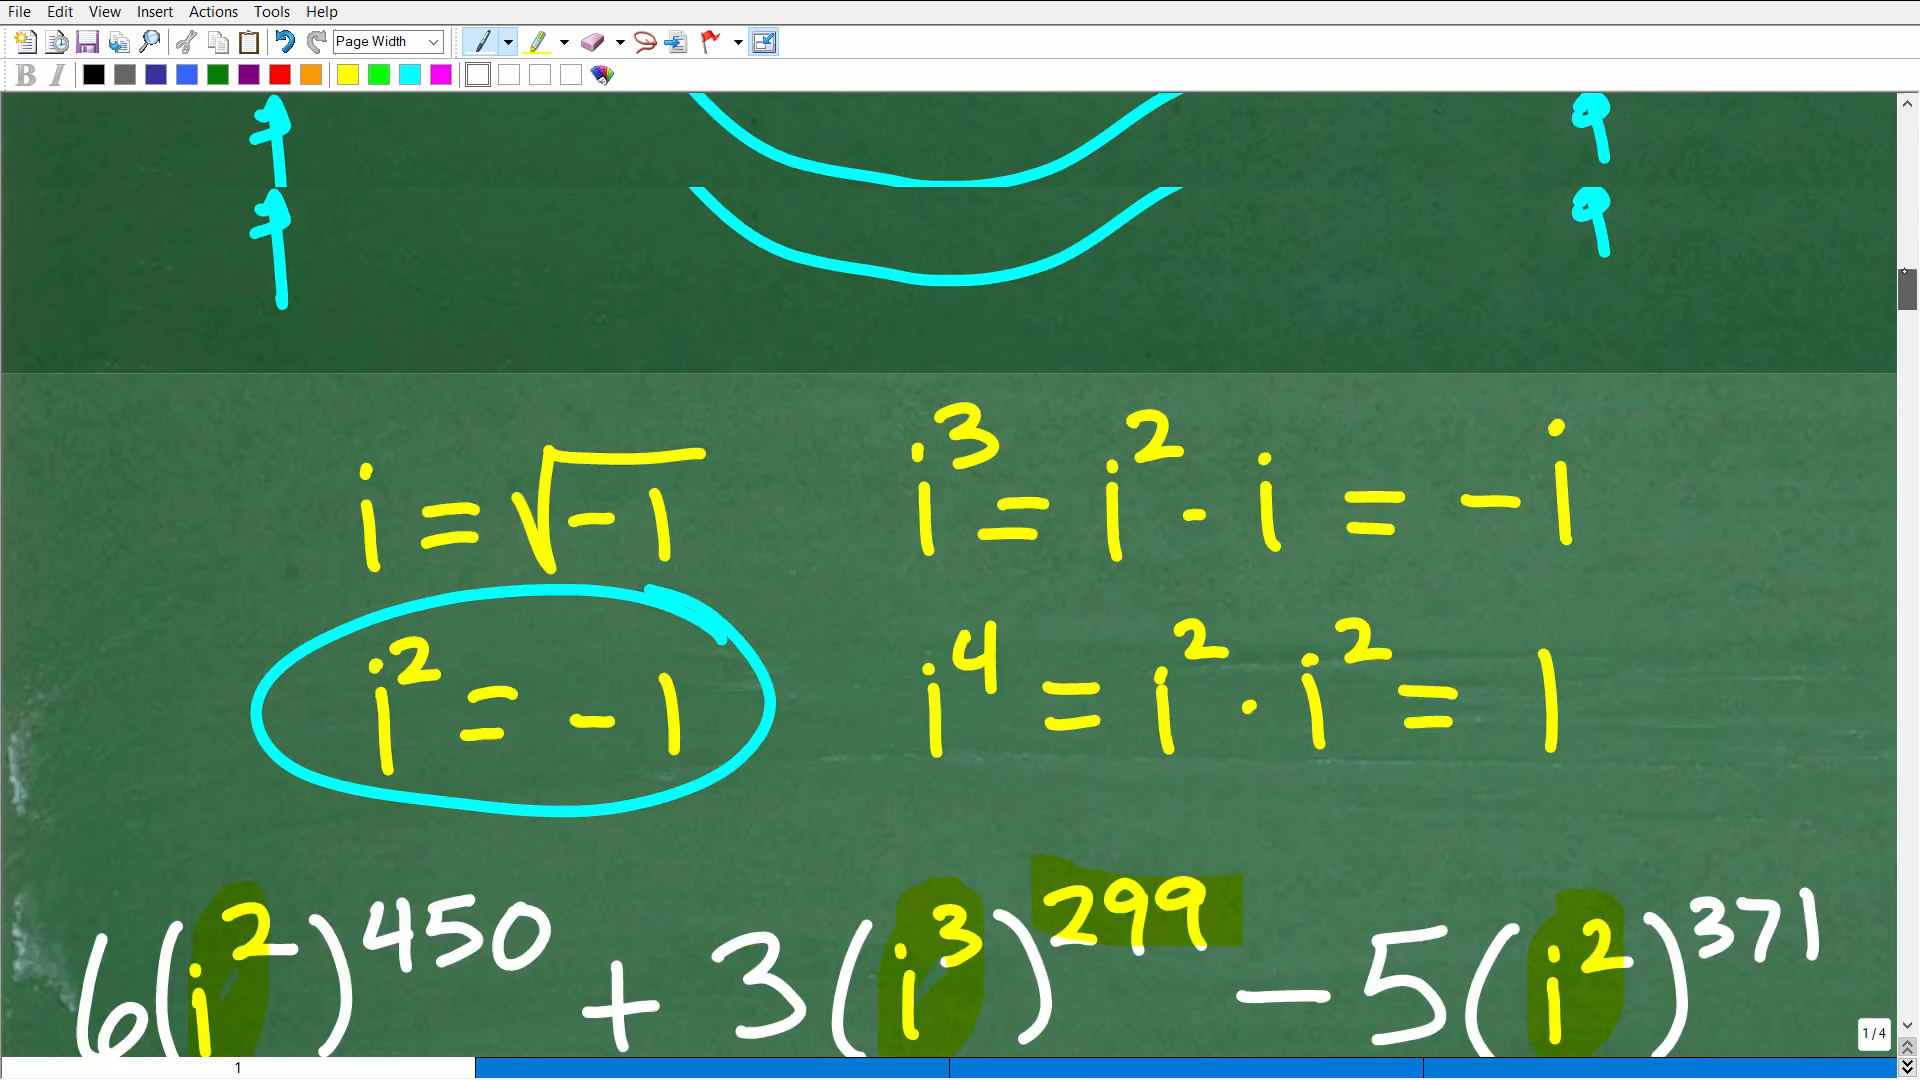 File Edit View Insert Actions Tools Help
Page Width
B I
i = √-1
i² = -1
i³ = i² · i = -i
i⁴ = i² · i² = 1
6(i²)⁴⁵⁰ + 3(i³)²⁹⁹ - 5(i²)³⁷¹
1 / 4
1